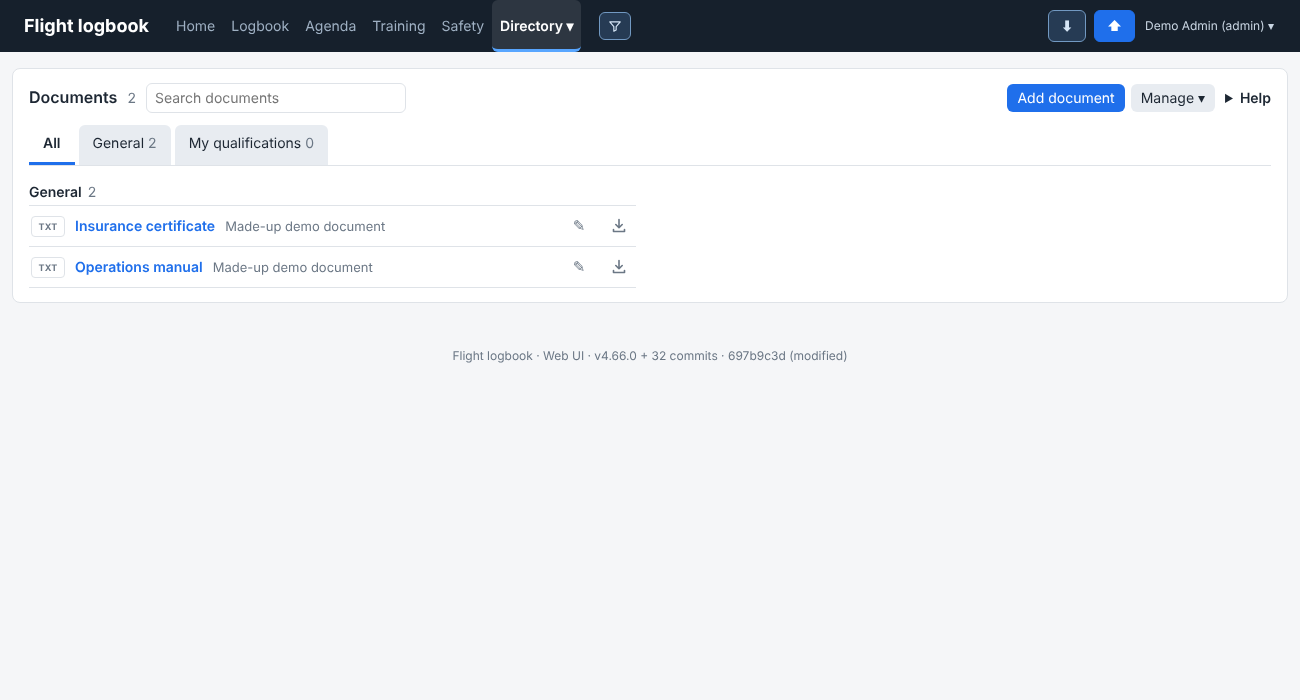 Flight logbook Home Logbook Agenda Training Safety Directory ▾ Demo Admin (admin) ▾
Documents 2 Search documents Add document Manage ▾ ▶ Help
All General 2 My qualifications 0
General 2
TXT Insurance certificate Made-up demo document
TXT Operations manual Made-up demo document
Flight logbook · Web UI · v4.66.0 + 32 commits · 697b9c3d (modified)